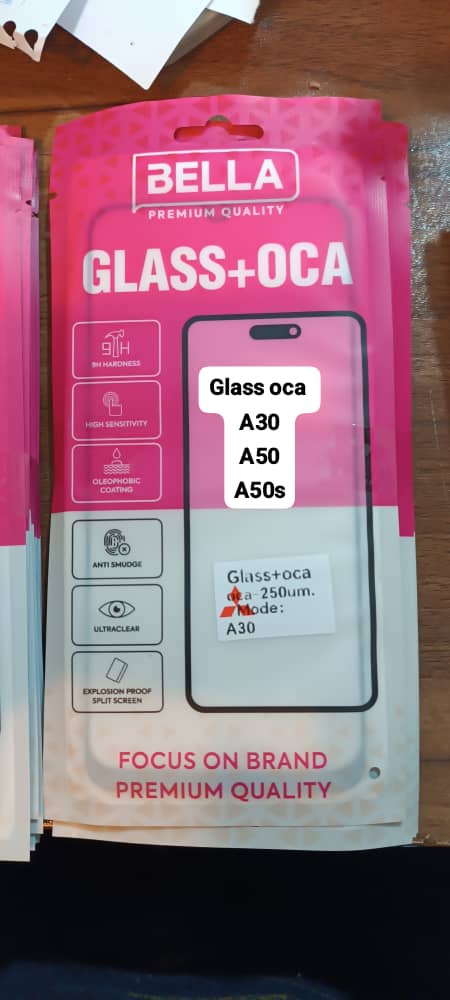 BELLA
PREMIUM QUALITY
GLASS+OCA
9H
9H HARDNESS
HIGH SENSITIVITY
OLEOPHOBIC
COATING
ANTI SMUDGE
ULTRACLEAR
EXPLOSION PROOF
SPLIT SCREEN
Glass oca
A30
A50
A50s
Glass+oca
oca-250um.
Mode:
A30
FOCUS ON BRAND
PREMIUM QUALITY